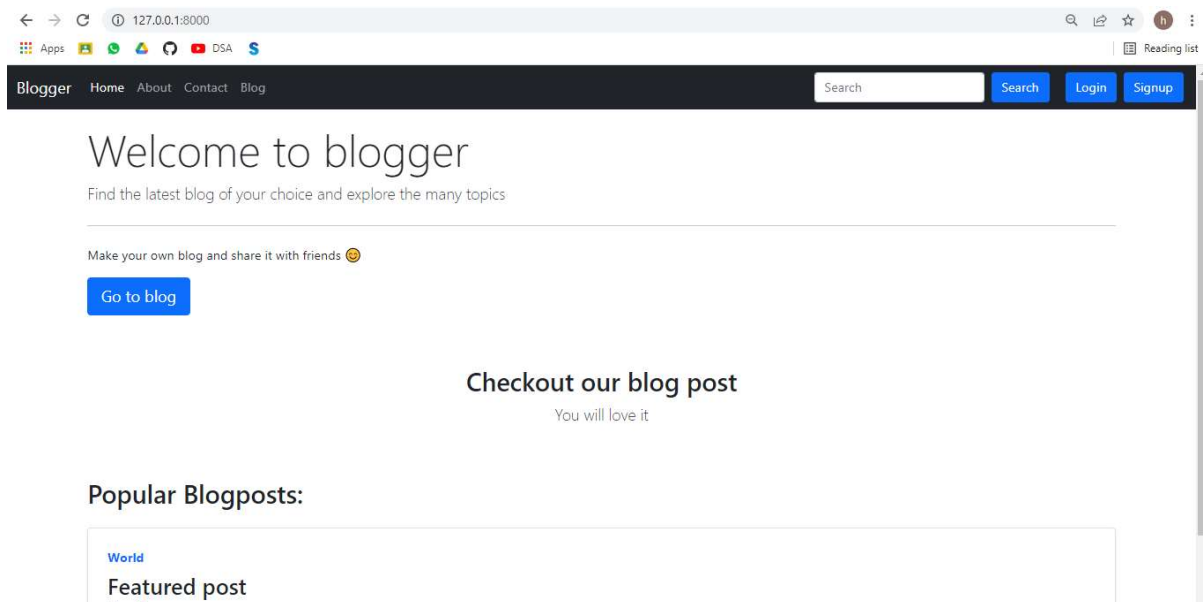 127.0.0.1:8000
h
Apps DSA S Reading list
Blogger Home About Contact Blog Search Search Login Signup
Welcome to blogger
Find the latest blog of your choice and explore the many topics
Make your own blog and share it with friends 😊
Go to blog
Checkout our blog post
You will love it
Popular Blogposts:
World
Featured post